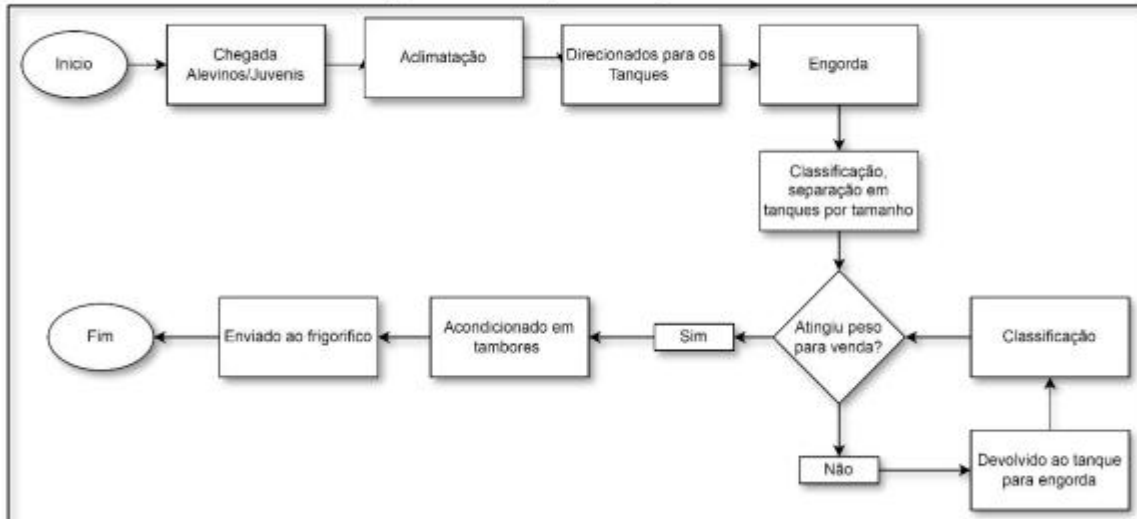 Inicio
Chegada
Alevinos/Juvenis
Aclimatação
Direcionados para os
Tanques
Engorda
Classificação,
separação em
tanques por tamanho
Atingiu peso
para venda?
Sim
Acondicionado em
tambores
Enviado ao frigorifico
Fim
Não
Devolvido ao tanque
para engorda
Classificação